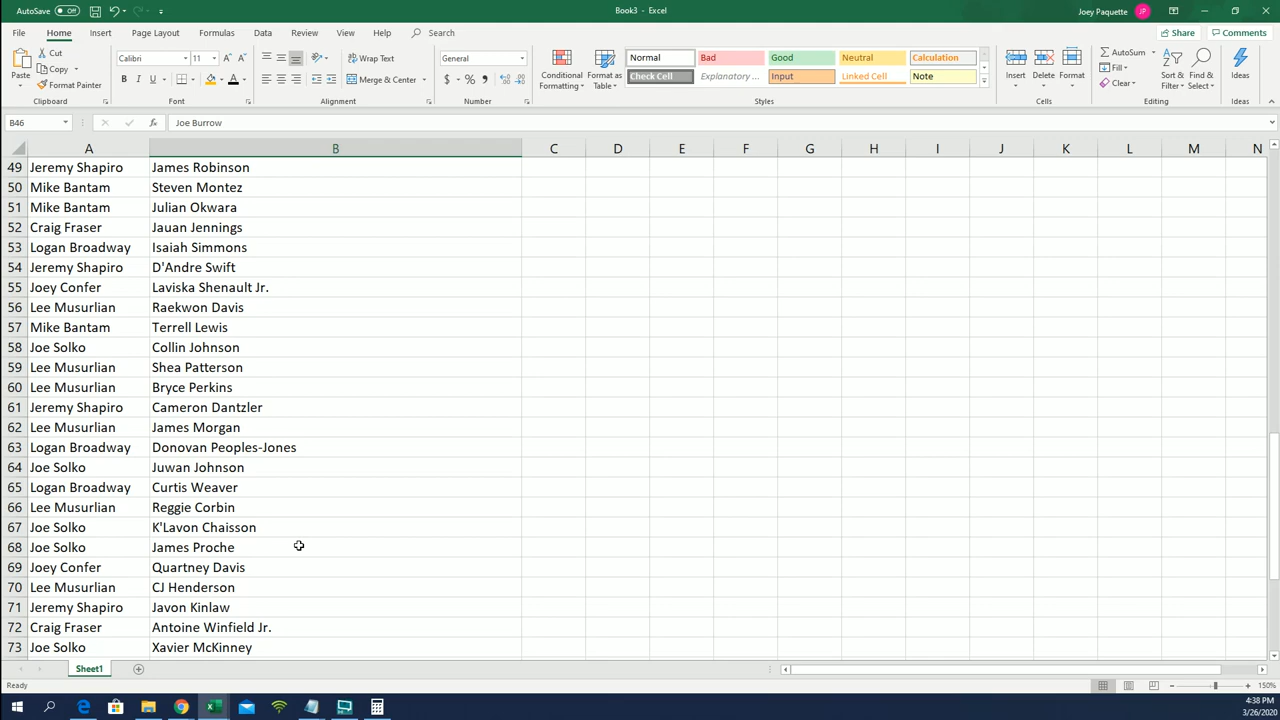 AutoSave Off Book3 - Excel Joey Paquette JP
File Home Insert Page Layout Formulas Data Review View Help Search Share Comments
Paste Cut Copy Format Painter Clipboard
Calibri 11 B I U Font
Wrap Text Merge & Center Alignment
General $ % , Number
Conditional Formatting Format as Table Normal Bad Good Neutral Calculation
Check Cell Explanatory ... Input Linked Cell Note Styles
Insert Delete Format Cells
AutoSum Fill Clear Sort & Filter Find & Select Editing
Ideas Ideas
B46 fx Joe Burrow
A B C D E F G H I J K L M N
49 Jeremy Shapiro James Robinson
50 Mike Bantam Steven Montez
51 Mike Bantam Julian Okwara
52 Craig Fraser Jauan Jennings
53 Logan Broadway Isaiah Simmons
54 Jeremy Shapiro D'Andre Swift
55 Joey Confer Laviska Shenault Jr.
56 Lee Musurlian Raekwon Davis
57 Mike Bantam Terrell Lewis
58 Joe Solko Collin Johnson
59 Lee Musurlian Shea Patterson
60 Lee Musurlian Bryce Perkins
61 Jeremy Shapiro Cameron Dantzler
62 Lee Musurlian James Morgan
63 Logan Broadway Donovan Peoples-Jones
64 Joe Solko Juwan Johnson
65 Logan Broadway Curtis Weaver
66 Lee Musurlian Reggie Corbin
67 Joe Solko K'Lavon Chaisson
68 Joe Solko James Proche
69 Joey Confer Quartney Davis
70 Lee Musurlian CJ Henderson
71 Jeremy Shapiro Javon Kinlaw
72 Craig Fraser Antoine Winfield Jr.
73 Joe Solko Xavier McKinney
Sheet1
Ready 150%
4:38 PM
3/26/2020